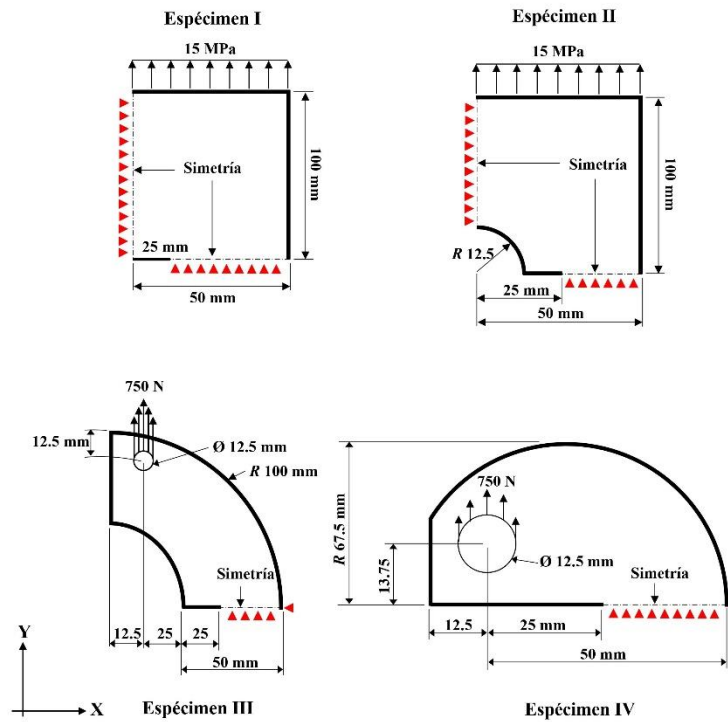 Espécimen I
15 MPa
Simetría
100 mm
25 mm
50 mm
Espécimen II
15 MPa
Simetría
100 mm
R 12.5
25 mm
50 mm
750 N
12.5 mm
Ø 12.5 mm
R 100 mm
Simetría
12.5
25
25
50 mm
Y
X
Espécimen III
750 N
R 67.5 mm
13.75
Ø 12.5 mm
Simetría
12.5
25 mm
50 mm
Espécimen IV